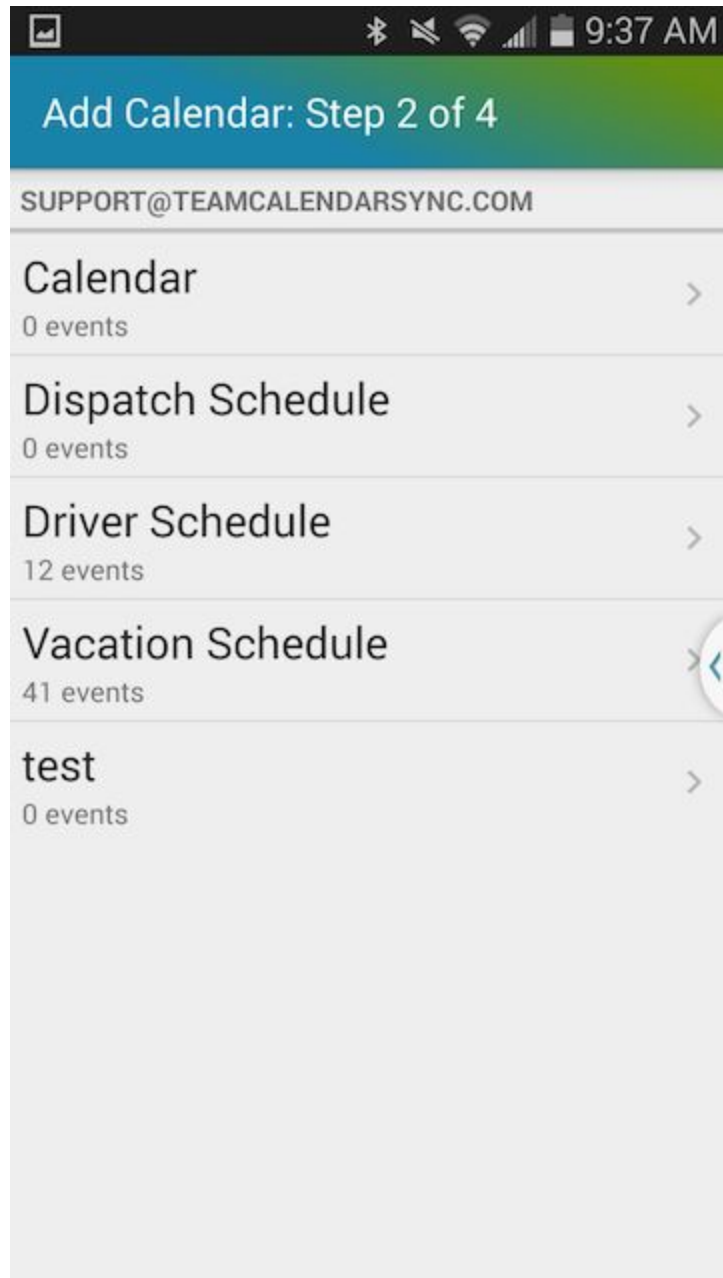 9:37 AM
Add Calendar: Step 2 of 4
SUPPORT@TEAMCALENDARSYNC.COM
Calendar
0 events
Dispatch Schedule
0 events
Driver Schedule
12 events
Vacation Schedule
41 events
test
0 events